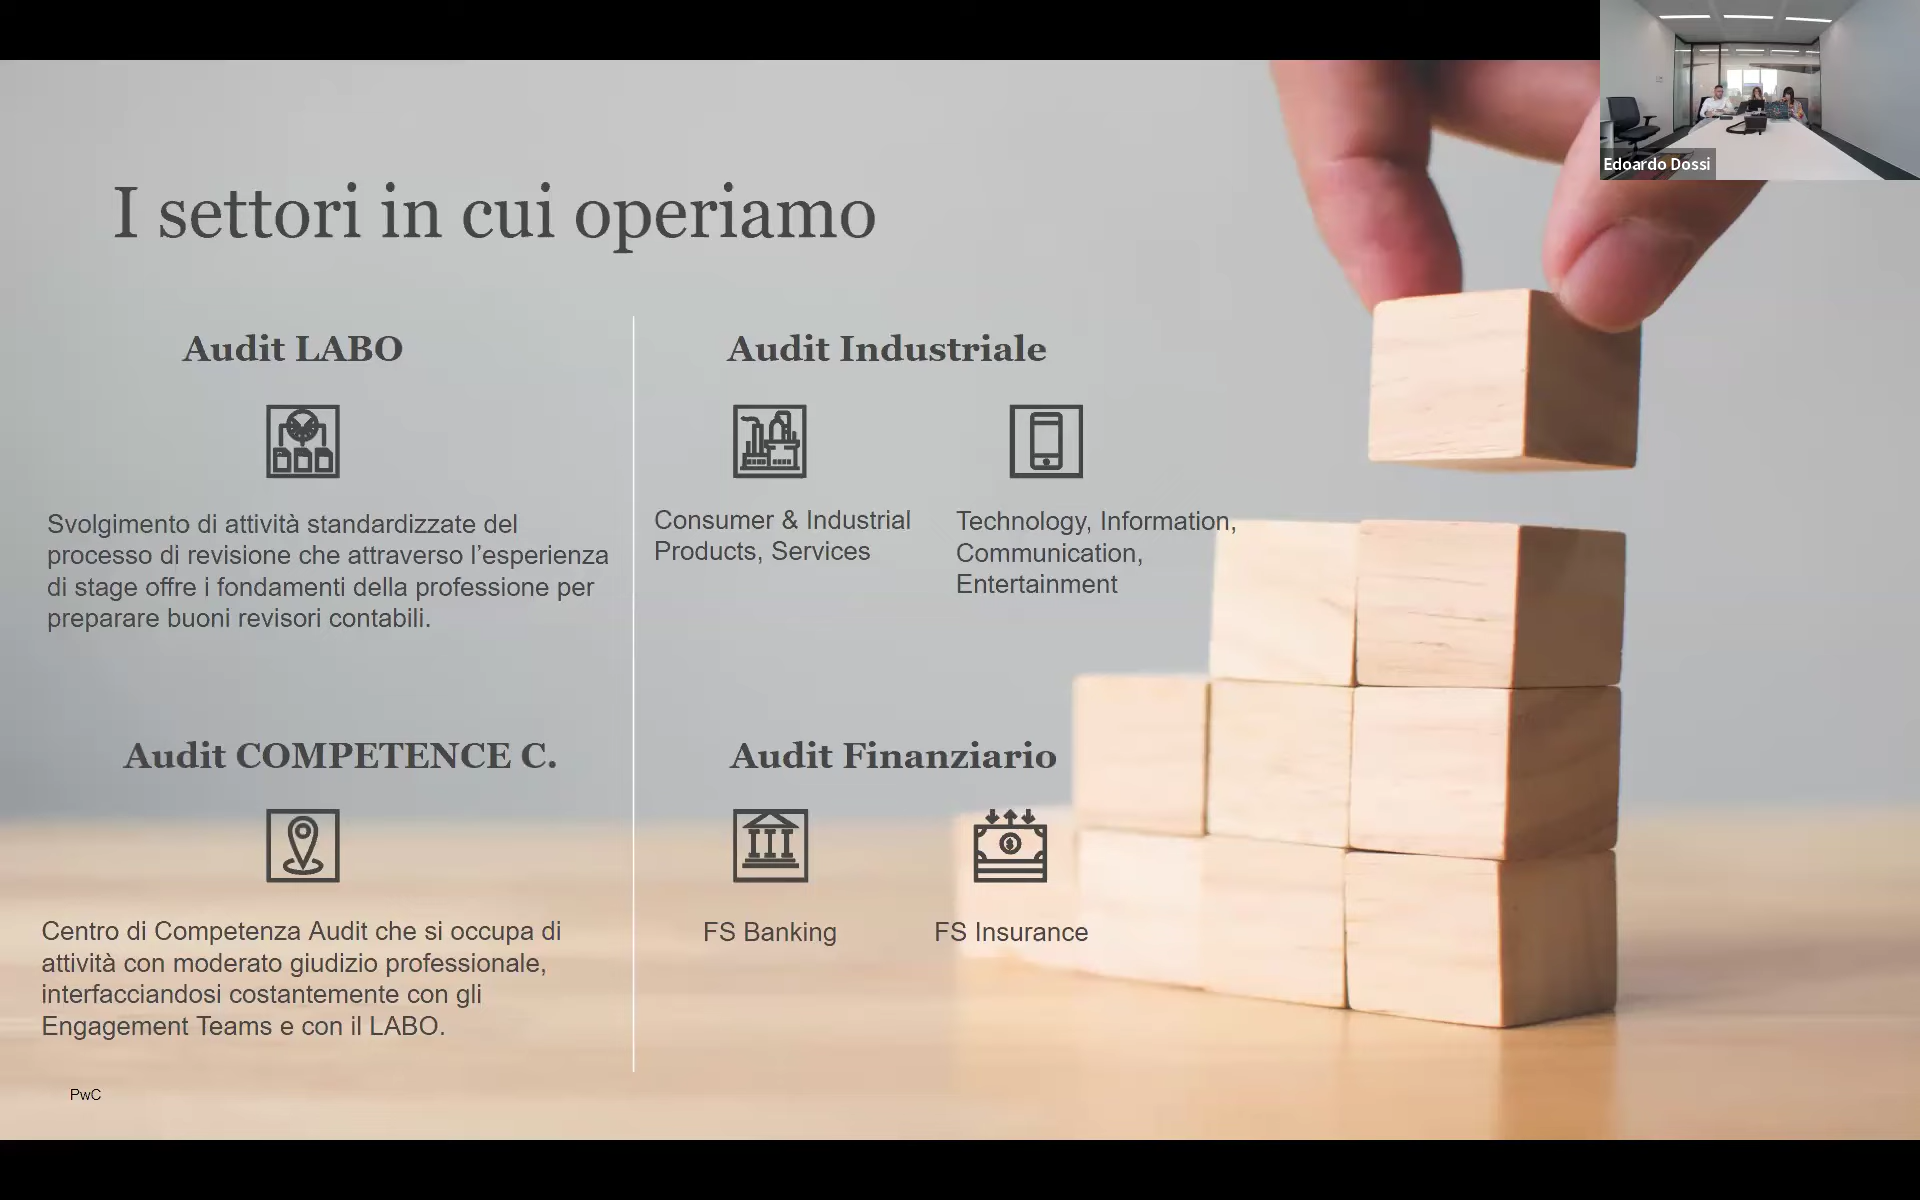 Edoardo Dossi
I settori in cui operiamo
Audit LABO
Svolgimento di attività standardizzate del
processo di revisione che attraverso l’esperienza
di stage offre i fondamenti della professione per
preparare buoni revisori contabili.
Audit Industriale
Consumer & Industrial
Products, Services
Technology, Information,
Communication,
Entertainment
Audit COMPETENCE C.
Centro di Competenza Audit che si occupa di
attività con moderato giudizio professionale,
interfacciandosi costantemente con gli
Engagement Teams e con il LABO.
Audit Finanziario
FS Banking
FS Insurance
PwC